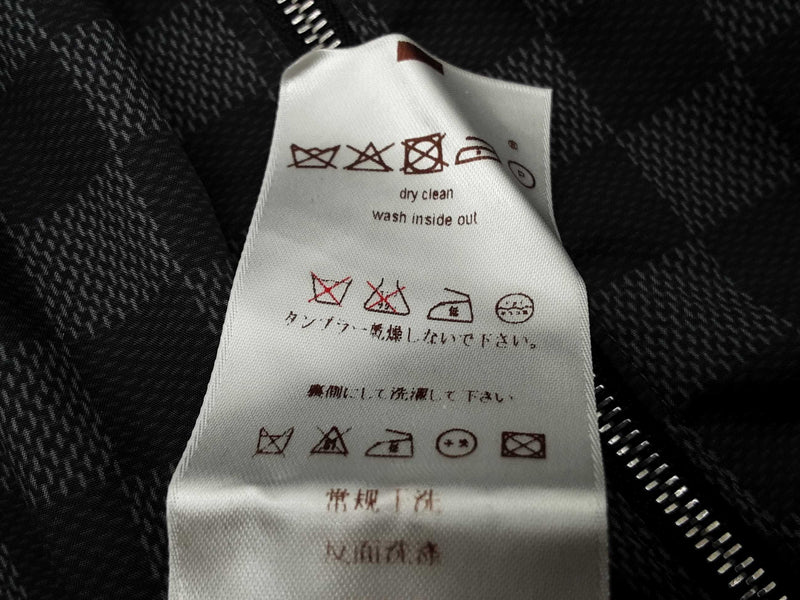 P
dry clean
wash inside out
低
タンブラー乾燥しないで下さい。
裏側にして洗濯して下さい
低
常规干洗
反面洗涤